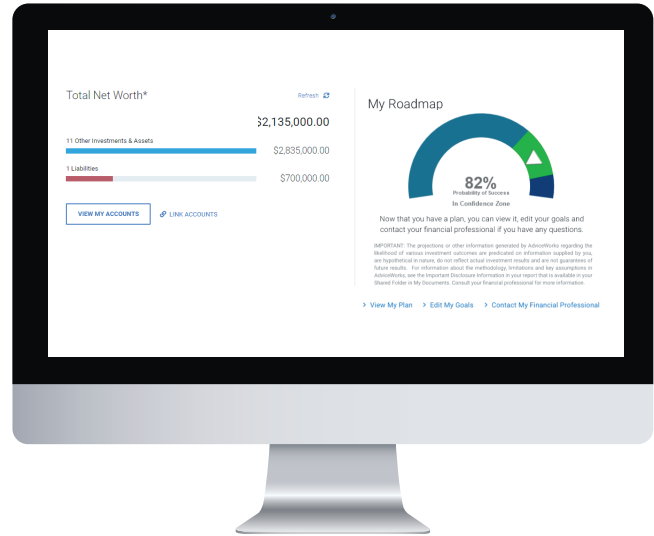 Total Net Worth*
Refresh
$2,135,000.00
11 Other Investments & Assets
$2,835,000.00
1 Liabilities
$700,000.00
VIEW MY ACCOUNTS
LINK ACCOUNTS
My Roadmap
82%
Probability of Success
In Confidence Zone
Now that you have a plan, you can view it, edit your goals and
contact your financial professional if you have any questions.
IMPORTANT: The projections or other information generated by AdviceWorks regarding the
likelihood of various investment outcomes are predicated on information supplied by you,
are hypothetical in nature, do not reflect actual investment results and are not guarantees of
future results. For information about the methodology, limitations and key assumptions in
AdviceWorks, see the Important Disclosure Information in your report that is available in your
Shared Folder in My Documents. Consult your financial professional for more information.
> View My Plan > Edit My Goals > Contact My Financial Professional